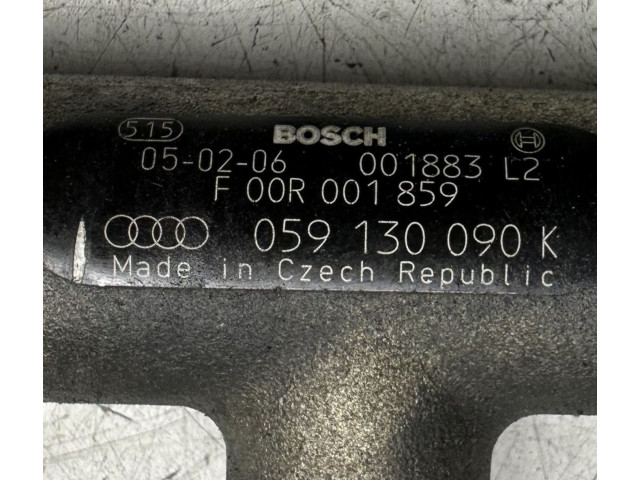 5.15 BOSCH
05-02-06 001883 L2
F 00R 001 859
059 130 090 K
Made in Czech Republic